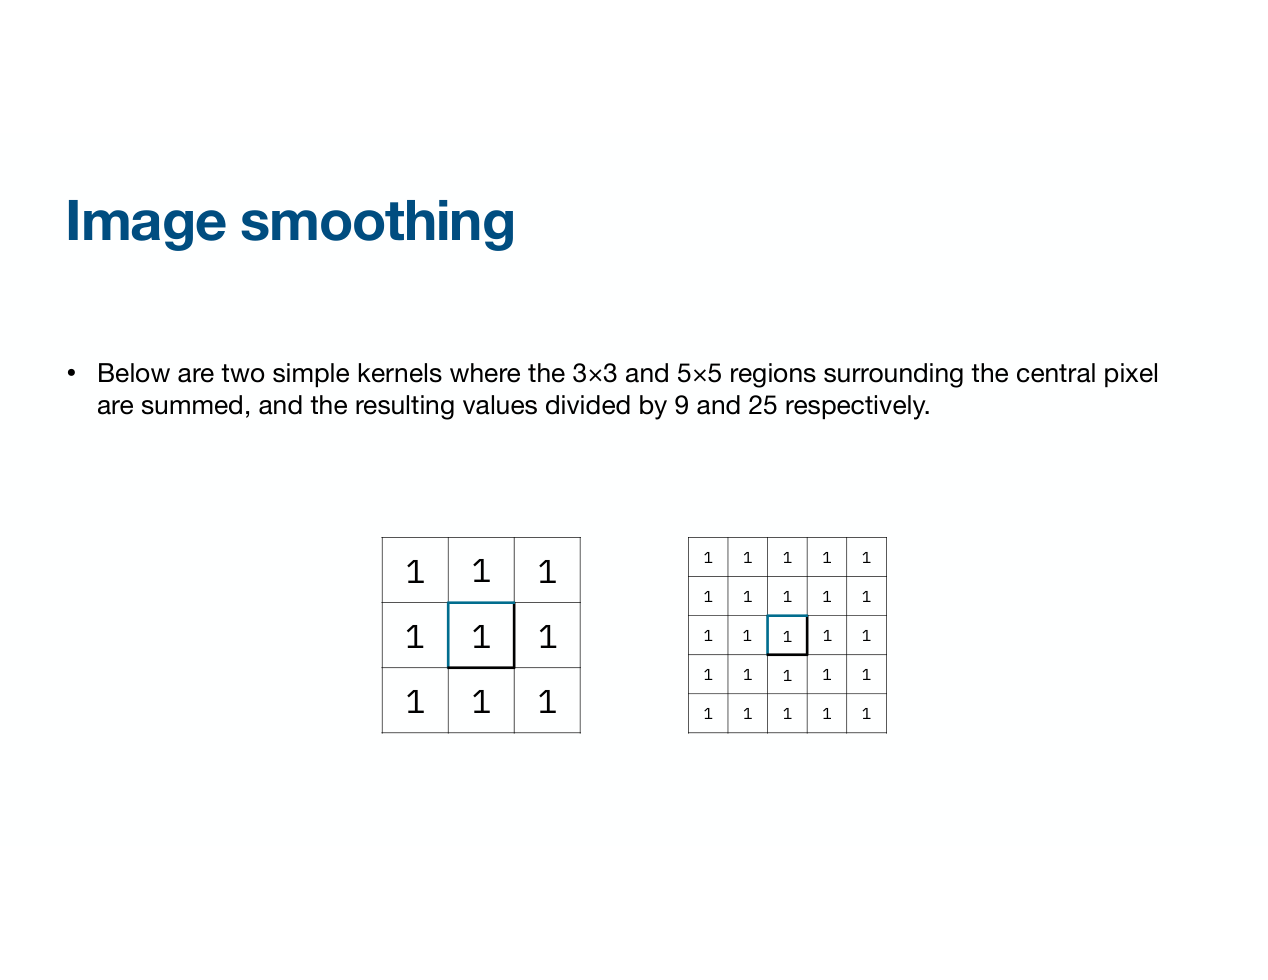 Image smoothing
• Below are two simple kernels where the 3×3 and 5×5 regions surrounding the central pixel
are summed, and the resulting values divided by 9 and 25 respectively.
1 1 1
1 1 1
1 1 1
1 1 1 1 1
1 1 1 1 1
1 1 1 1 1
1 1 1 1 1
1 1 1 1 1